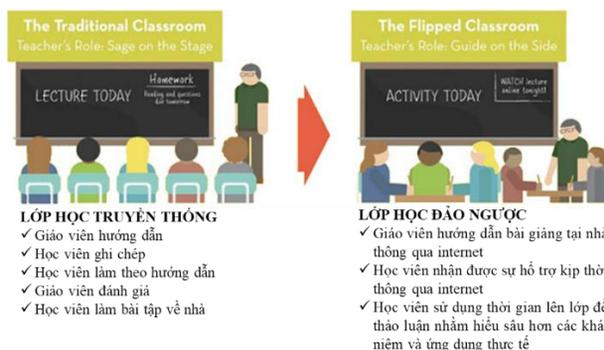 The Traditional Classroom
Teacher's Role: Sage on the Stage
LECTURE TODAY
Homework
Reading and questions
due tomorrow
LỚP HỌC TRUYỀN THỐNG
✓ Giáo viên hướng dẫn
✓ Học viên ghi chép
✓ Học viên làm theo hướng dẫn
✓ Giáo viên đánh giá
✓ Học viên làm bài tập về nhà
The Flipped Classroom
Teacher's Role: Guide on the Side
ACTIVITY TODAY
WATCH lecture
online tonight!
LỚP HỌC ĐẢO NGƯỢC
✓ Giáo viên hướng dẫn bài giảng tại nhà
thông qua internet
✓ Học viên nhận được sự hổ trợ kịp thời
thông qua internet
✓ Học viên sử dụng thời gian lên lớp để
thảo luận nhằm hiểu sâu hơn các khái
niệm và ứng dụng thực tế